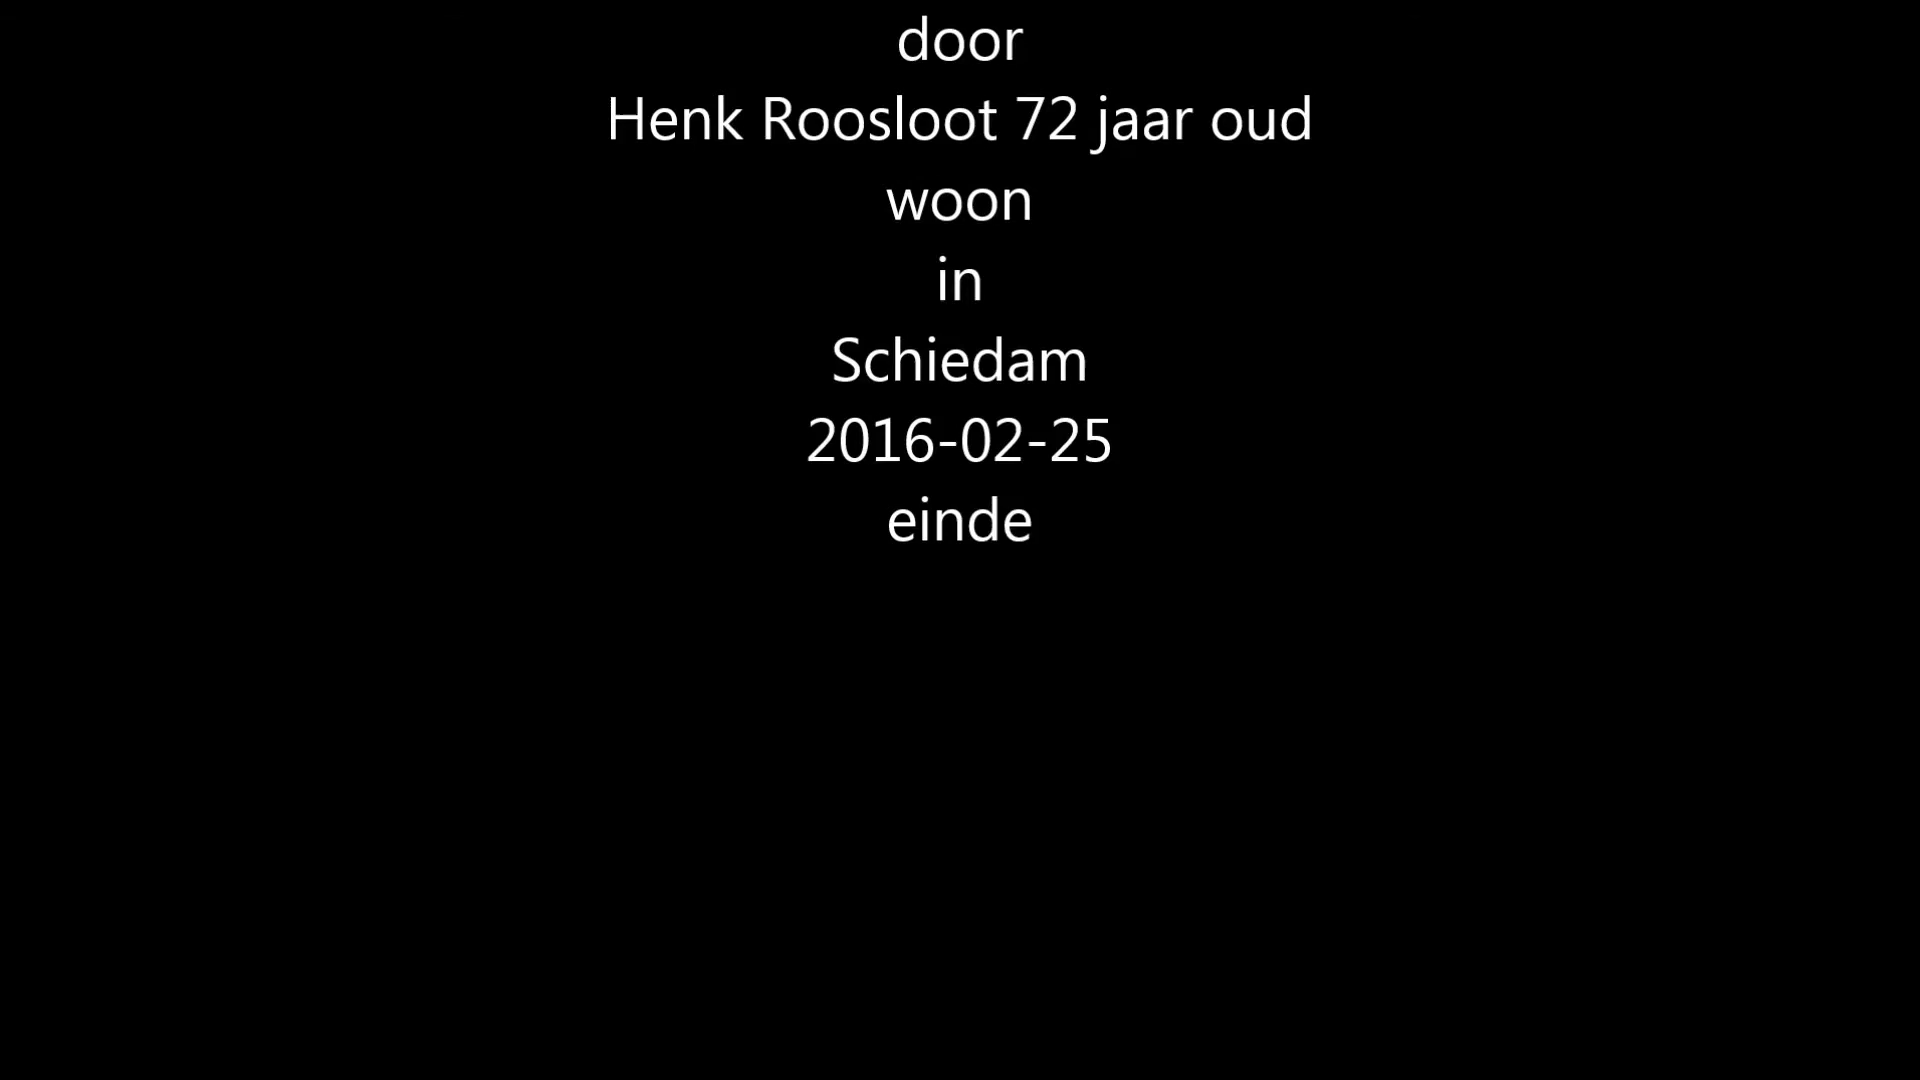 door
Henk Roosloot 72 jaar oud
woon
in
Schiedam
2016-02-25
einde